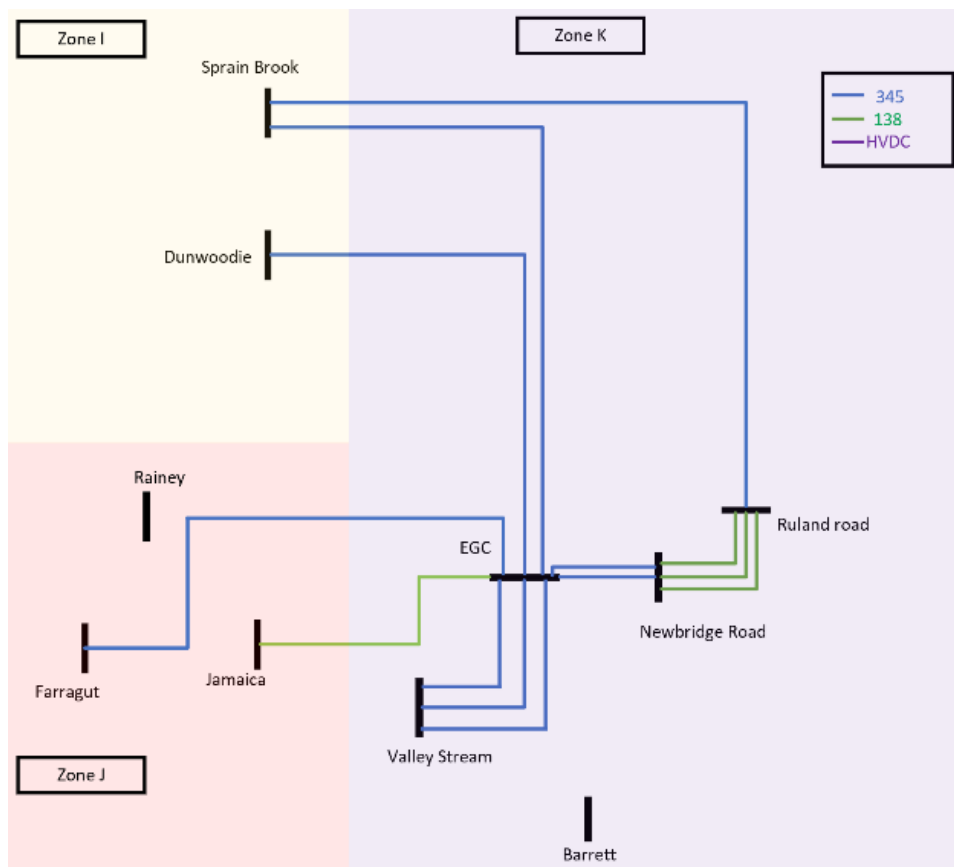 Zone I
Zone K
Sprain Brook
345
138
HVDC
Dunwoodie
Rainey
Ruland road
EGC
Newbridge Road
Jamaica
Farragut
Valley Stream
Zone J
Barrett